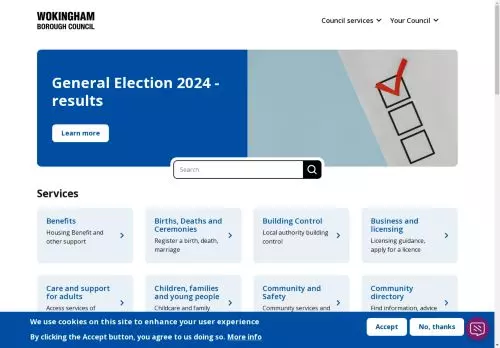 WOKINGHAM
BOROUGH COUNCIL
Council services
Your Council
General Election 2024 -
results
Learn more
Search
Services
Benefits
Housing Benefit and
other support
Births, Deaths and
Ceremonies
Register a birth, death,
marriage
Building Control
Local authority building
control
Business and
licensing
Licensing guidance,
apply for a licence
Care and support
for adults
Access services of
Children, families
and young people
Childcare and family
Community and
Safety
Community services and
Community
directory
Find information, advice
We use cookies on this site to enhance your user experience
By clicking the Accept button, you agree to us doing so. More info
Accept
No, thanks